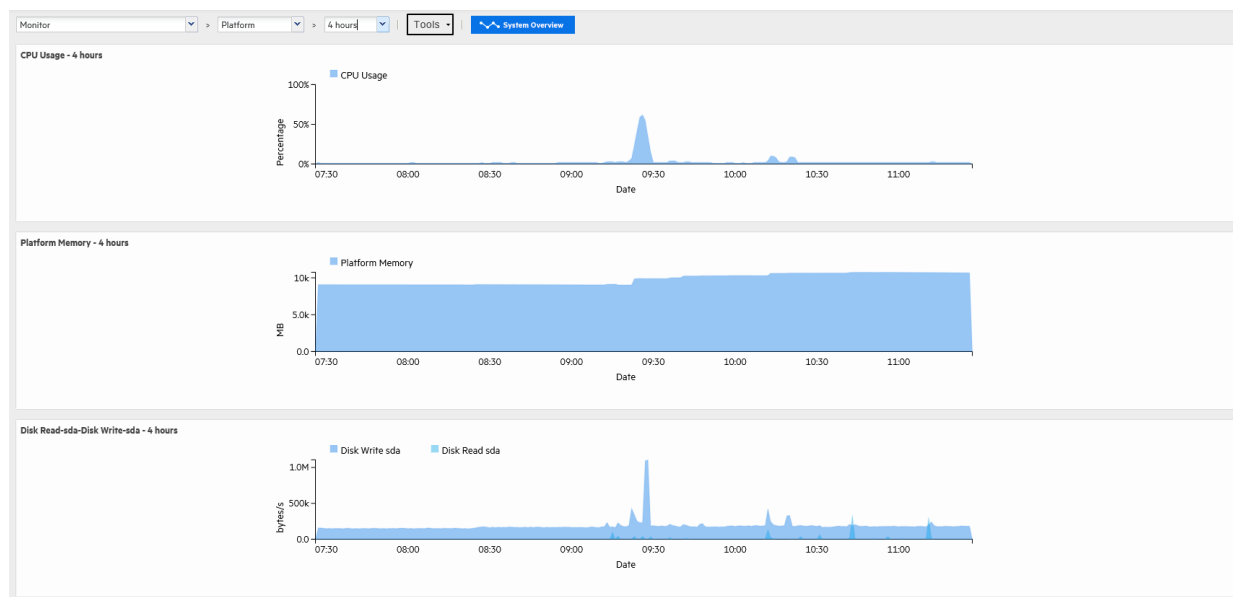 Monitor > Platform > 4 hours | Tools | System Overview
CPU Usage - 4 hours
CPU Usage
100%
50%
0%
Percentage
07:30 08:00 08:30 09:00 09:30 10:00 10:30 11:00
Date
Platform Memory - 4 hours
Platform Memory
10k
5.0k
0.0
MB
07:30 08:00 08:30 09:00 09:30 10:00 10:30 11:00
Date
Disk Read-sda-Disk Write-sda - 4 hours
Disk Write sda Disk Read sda
1.0M
500k
0.0
bytes/s
07:30 08:00 08:30 09:00 09:30 10:00 10:30 11:00
Date